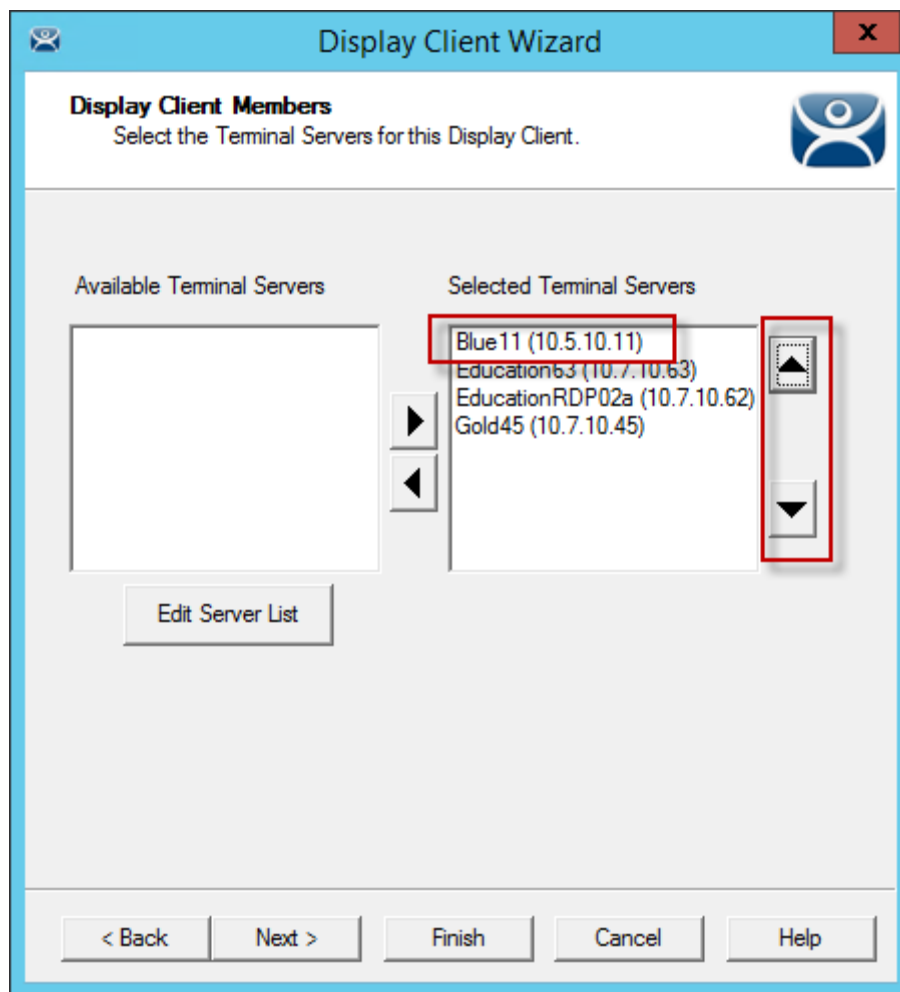 Display Client Wizard
x
Display Client Members
Select the Terminal Servers for this Display Client.
Available Terminal Servers
Selected Terminal Servers
Blue11 (10.5.10.11)
Education63 (10.7.10.63)
EducationRDP02a (10.7.10.62)
Gold45 (10.7.10.45)
Edit Server List
< Back
Next >
Finish
Cancel
Help